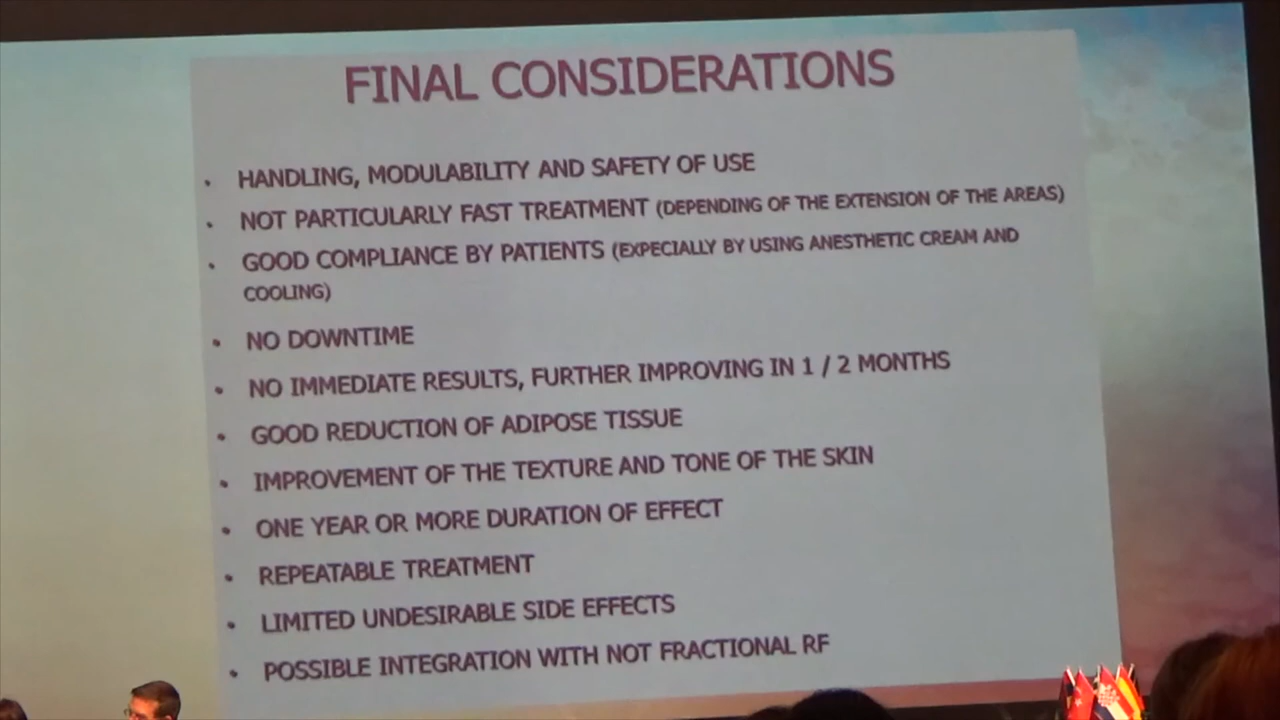 FINAL CONSIDERATIONS
• HANDLING, MODULABILITY AND SAFETY OF USE
• NOT PARTICULARLY FAST TREATMENT (DEPENDING OF THE EXTENSION OF THE AREAS)
• GOOD COMPLIANCE BY PATIENTS (EXPECIALLY BY USING ANESTHETIC CREAM AND
COOLING)
• NO DOWNTIME
• NO IMMEDIATE RESULTS, FURTHER IMPROVING IN 1 / 2 MONTHS
• GOOD REDUCTION OF ADIPOSE TISSUE
• IMPROVEMENT OF THE TEXTURE AND TONE OF THE SKIN
• ONE YEAR OR MORE DURATION OF EFFECT
• REPEATABLE TREATMENT
• LIMITED UNDESIRABLE SIDE EFFECTS
• POSSIBLE INTEGRATION WITH NOT FRACTIONAL RF